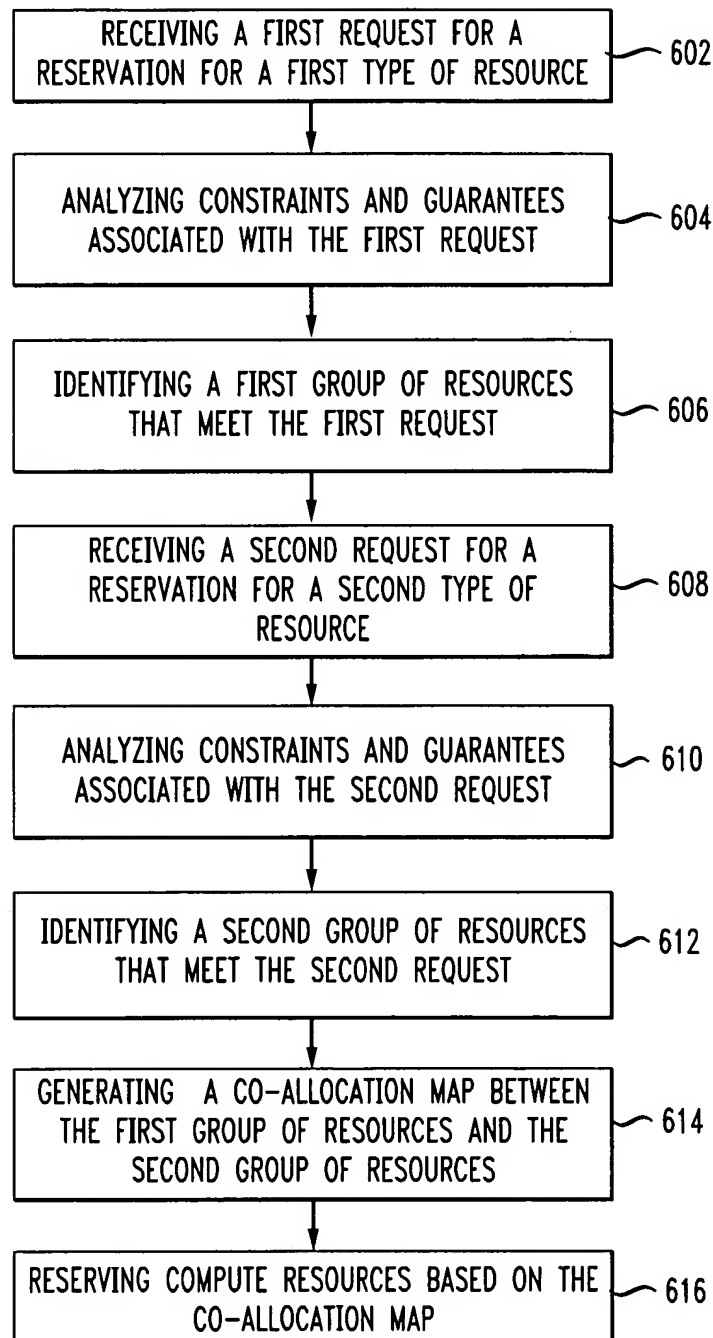 RECEIVING A FIRST REQUEST FOR A
RESERVATION FOR A FIRST TYPE OF RESOURCE
602
ANALYZING CONSTRAINTS AND GUARANTEES
ASSOCIATED WITH THE FIRST REQUEST
604
IDENTIFYING A FIRST GROUP OF RESOURCES
THAT MEET THE FIRST REQUEST
606
RECEIVING A SECOND REQUEST FOR A
RESERVATION FOR A SECOND TYPE OF
RESOURCE
608
ANALYZING CONSTRAINTS AND GUARANTEES
ASSOCIATED WITH THE SECOND REQUEST
610
IDENTIFYING A SECOND GROUP OF RESOURCES
THAT MEET THE SECOND REQUEST
612
GENERATING A CO-ALLOCATION MAP BETWEEN
THE FIRST GROUP OF RESOURCES AND THE
SECOND GROUP OF RESOURCES
614
RESERVING COMPUTE RESOURCES BASED ON THE
CO-ALLOCATION MAP
616